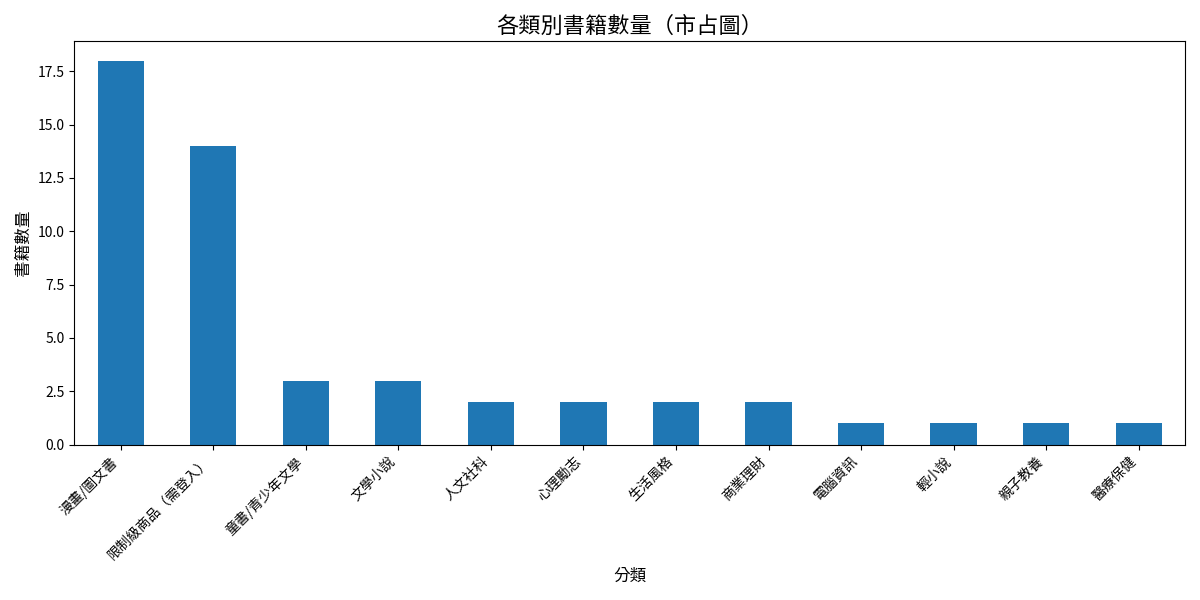 各類別書籍數量（市占圖）
書籍數量
17.5
15.0
12.5
10.0
7.5
5.0
2.5
0.0
漫畫/圖文書
限制級商品（需登入）
童書/青少年文學
文學小說
人文社科
心理勵志
生活風格
商業理財
電腦資訊
輕小說
親子教養
醫療保健
分類